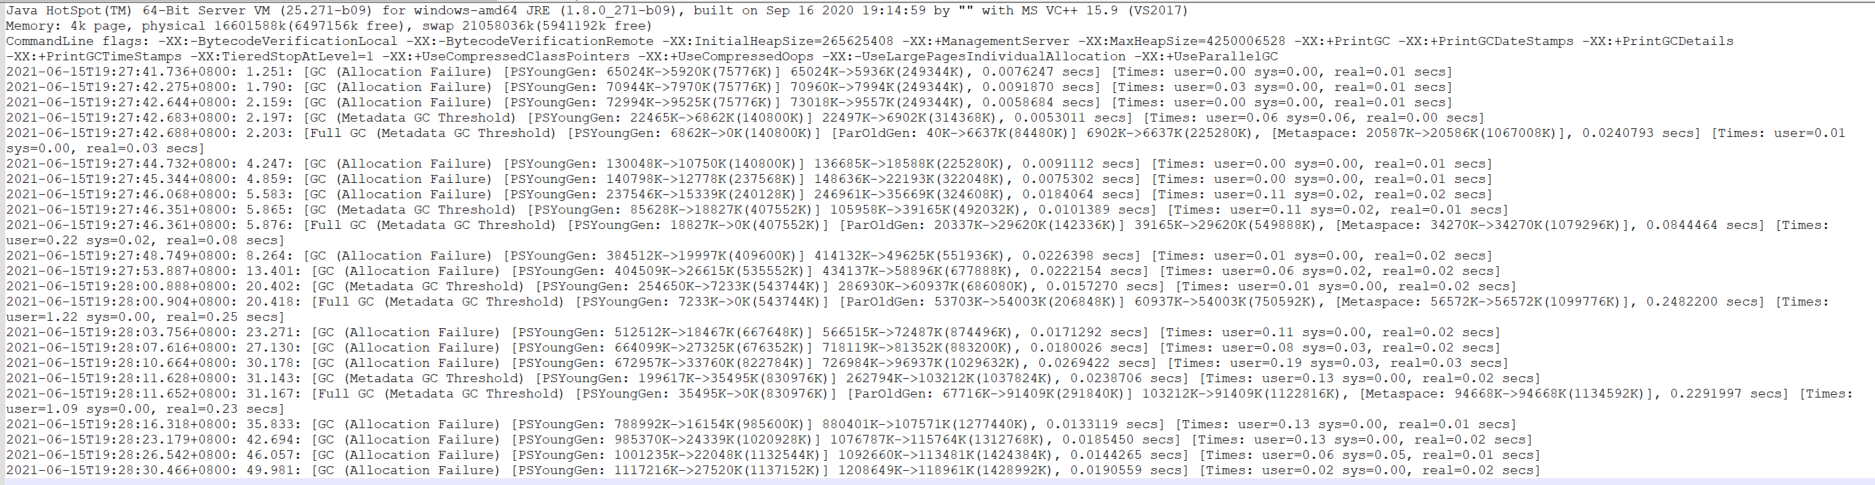 Java HotSpot(TM) 64-Bit Server VM (25.271-b09) for windows-amd64 JRE (1.8.0_271-b09), built on Sep 16 2020 19:14:59 by "" with MS VC++ 15.9 (VS2017)
Memory: 4k page, physical 16601588k(6497156k free), swap 21058036k(5941192k free)
CommandLine flags: -XX:-BytecodeVerificationLocal -XX:-BytecodeVerificationRemote -XX:InitialHeapSize=265625408 -XX:+ManagementServer -XX:MaxHeapSize=4250006528 -XX:+PrintGC -XX:+PrintGCDateStamps -XX:+PrintGCDetails
-XX:+PrintGCTimeStamps -XX:TieredStopAtLevel=1 -XX:+UseCompressedClassPointers -XX:+UseCompressedOops -XX:-UseLargePagesIndividualAllocation -XX:+UseParallelGC
2021-06-15T19:27:41.736+0800: 1.251: [GC (Allocation Failure) [PSYoungGen: 65024K->5920K(75776K)] 65024K->5936K(249344K), 0.0076247 secs] [Times: user=0.00 sys=0.00, real=0.01 secs]
2021-06-15T19:27:42.275+0800: 1.790: [GC (Allocation Failure) [PSYoungGen: 70944K->7970K(75776K)] 70960K->7994K(249344K), 0.0091870 secs] [Times: user=0.03 sys=0.00, real=0.01 secs]
2021-06-15T19:27:42.644+0800: 2.159: [GC (Allocation Failure) [PSYoungGen: 72994K->9525K(75776K)] 73018K->9557K(249344K), 0.0058684 secs] [Times: user=0.00 sys=0.00, real=0.01 secs]
2021-06-15T19:27:42.683+0800: 2.197: [GC (Metadata GC Threshold) [PSYoungGen: 22465K->6862K(140800K)] 22497K->6902K(314368K), 0.0053011 secs] [Times: user=0.06 sys=0.06, real=0.00 secs]
2021-06-15T19:27:42.688+0800: 2.203: [Full GC (Metadata GC Threshold) [PSYoungGen: 6862K->0K(140800K)] [ParOldGen: 40K->6637K(84480K)] 6902K->6637K(225280K), [Metaspace: 20587K->20586K(1067008K)], 0.0240793 secs] [Times: user=0.01
sys=0.00, real=0.03 secs]
2021-06-15T19:27:44.732+0800: 4.247: [GC (Allocation Failure) [PSYoungGen: 130048K->10750K(140800K)] 136685K->18588K(225280K), 0.0091112 secs] [Times: user=0.00 sys=0.00, real=0.01 secs]
2021-06-15T19:27:45.344+0800: 4.859: [GC (Allocation Failure) [PSYoungGen: 140798K->12778K(237568K)] 148636K->22193K(322048K), 0.0075302 secs] [Times: user=0.00 sys=0.00, real=0.01 secs]
2021-06-15T19:27:46.068+0800: 5.583: [GC (Allocation Failure) [PSYoungGen: 237546K->15339K(240128K)] 246961K->35669K(324608K), 0.0184064 secs] [Times: user=0.11 sys=0.02, real=0.02 secs]
2021-06-15T19:27:46.351+0800: 5.865: [GC (Metadata GC Threshold) [PSYoungGen: 85628K->18827K(407552K)] 105958K->39165K(492032K), 0.0101389 secs] [Times: user=0.11 sys=0.02, real=0.01 secs]
2021-06-15T19:27:46.361+0800: 5.876: [Full GC (Metadata GC Threshold) [PSYoungGen: 18827K->0K(407552K)] [ParOldGen: 20337K->29620K(142336K)] 39165K->29620K(549888K), [Metaspace: 34270K->34270K(1079296K)], 0.0844464 secs] [Times:
user=0.22 sys=0.02, real=0.08 secs]
2021-06-15T19:27:48.749+0800: 8.264: [GC (Allocation Failure) [PSYoungGen: 384512K->19997K(409600K)] 414132K->49625K(551936K), 0.0226398 secs] [Times: user=0.01 sys=0.00, real=0.02 secs]
2021-06-15T19:27:53.887+0800: 13.401: [GC (Allocation Failure) [PSYoungGen: 404509K->26615K(535552K)] 434137K->58896K(677888K), 0.0222154 secs] [Times: user=0.06 sys=0.02, real=0.02 secs]
2021-06-15T19:28:00.888+0800: 20.402: [GC (Metadata GC Threshold) [PSYoungGen: 254650K->7233K(543744K)] 286930K->60937K(686080K), 0.0157270 secs] [Times: user=0.01 sys=0.00, real=0.02 secs]
2021-06-15T19:28:00.904+0800: 20.418: [Full GC (Metadata GC Threshold) [PSYoungGen: 7233K->0K(543744K)] [ParOldGen: 53703K->54003K(206848K)] 60937K->54003K(750592K), [Metaspace: 56572K->56572K(1099776K)], 0.2482200 secs] [Times:
user=1.22 sys=0.00, real=0.25 secs]
2021-06-15T19:28:03.756+0800: 23.271: [GC (Allocation Failure) [PSYoungGen: 512512K->18467K(667648K)] 566515K->72487K(874496K), 0.0171292 secs] [Times: user=0.11 sys=0.00, real=0.02 secs]
2021-06-15T19:28:07.616+0800: 27.130: [GC (Allocation Failure) [PSYoungGen: 664099K->27325K(676352K)] 718119K->81352K(883200K), 0.0180026 secs] [Times: user=0.08 sys=0.03, real=0.02 secs]
2021-06-15T19:28:10.664+0800: 30.178: [GC (Allocation Failure) [PSYoungGen: 672957K->33760K(822784K)] 726984K->96937K(1029632K), 0.0269422 secs] [Times: user=0.19 sys=0.03, real=0.03 secs]
2021-06-15T19:28:11.628+0800: 31.143: [GC (Metadata GC Threshold) [PSYoungGen: 199617K->35495K(830976K)] 262794K->103212K(1037824K), 0.0238706 secs] [Times: user=0.13 sys=0.00, real=0.02 secs]
2021-06-15T19:28:11.652+0800: 31.167: [Full GC (Metadata GC Threshold) [PSYoungGen: 35495K->0K(830976K)] [ParOldGen: 67716K->91409K(291840K)] 103212K->91409K(1122816K), [Metaspace: 94668K->94668K(1134592K)], 0.2291997 secs] [Times:
user=1.09 sys=0.00, real=0.23 secs]
2021-06-15T19:28:16.318+0800: 35.833: [GC (Allocation Failure) [PSYoungGen: 788992K->16154K(985600K)] 880401K->107571K(1277440K), 0.0133119 secs] [Times: user=0.13 sys=0.00, real=0.01 secs]
2021-06-15T19:28:23.179+0800: 42.694: [GC (Allocation Failure) [PSYoungGen: 985370K->24339K(1020928K)] 1076787K->115764K(1312768K), 0.0185450 secs] [Times: user=0.13 sys=0.00, real=0.02 secs]
2021-06-15T19:28:26.542+0800: 46.057: [GC (Allocation Failure) [PSYoungGen: 1001235K->22048K(1132544K)] 1092660K->113481K(1424384K), 0.0144265 secs] [Times: user=0.06 sys=0.05, real=0.01 secs]
2021-06-15T19:28:30.466+0800: 49.981: [GC (Allocation Failure) [PSYoungGen: 1117216K->27520K(1137152K)] 1208649K->118961K(1428992K), 0.0190559 secs] [Times: user=0.02 sys=0.00, real=0.02 secs]